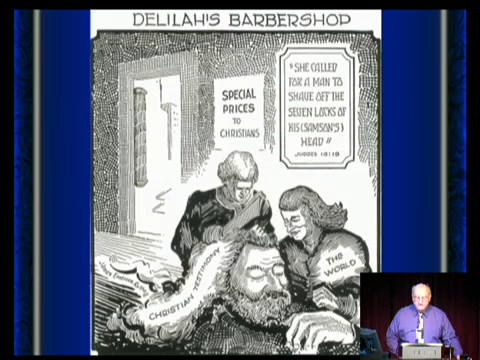 DELILAH'S BARBERSHOP
SPECIAL
PRICES
TO
CHRISTIANS
"SHE CALLED
FOR A MAN TO
SHAVE OFF THE
SEVEN LOCKS OF
HIS (SAMSON'S)
HEAD"
JUDGES 16:19
CHRISTIAN TESTIMONY
THE
WORLD